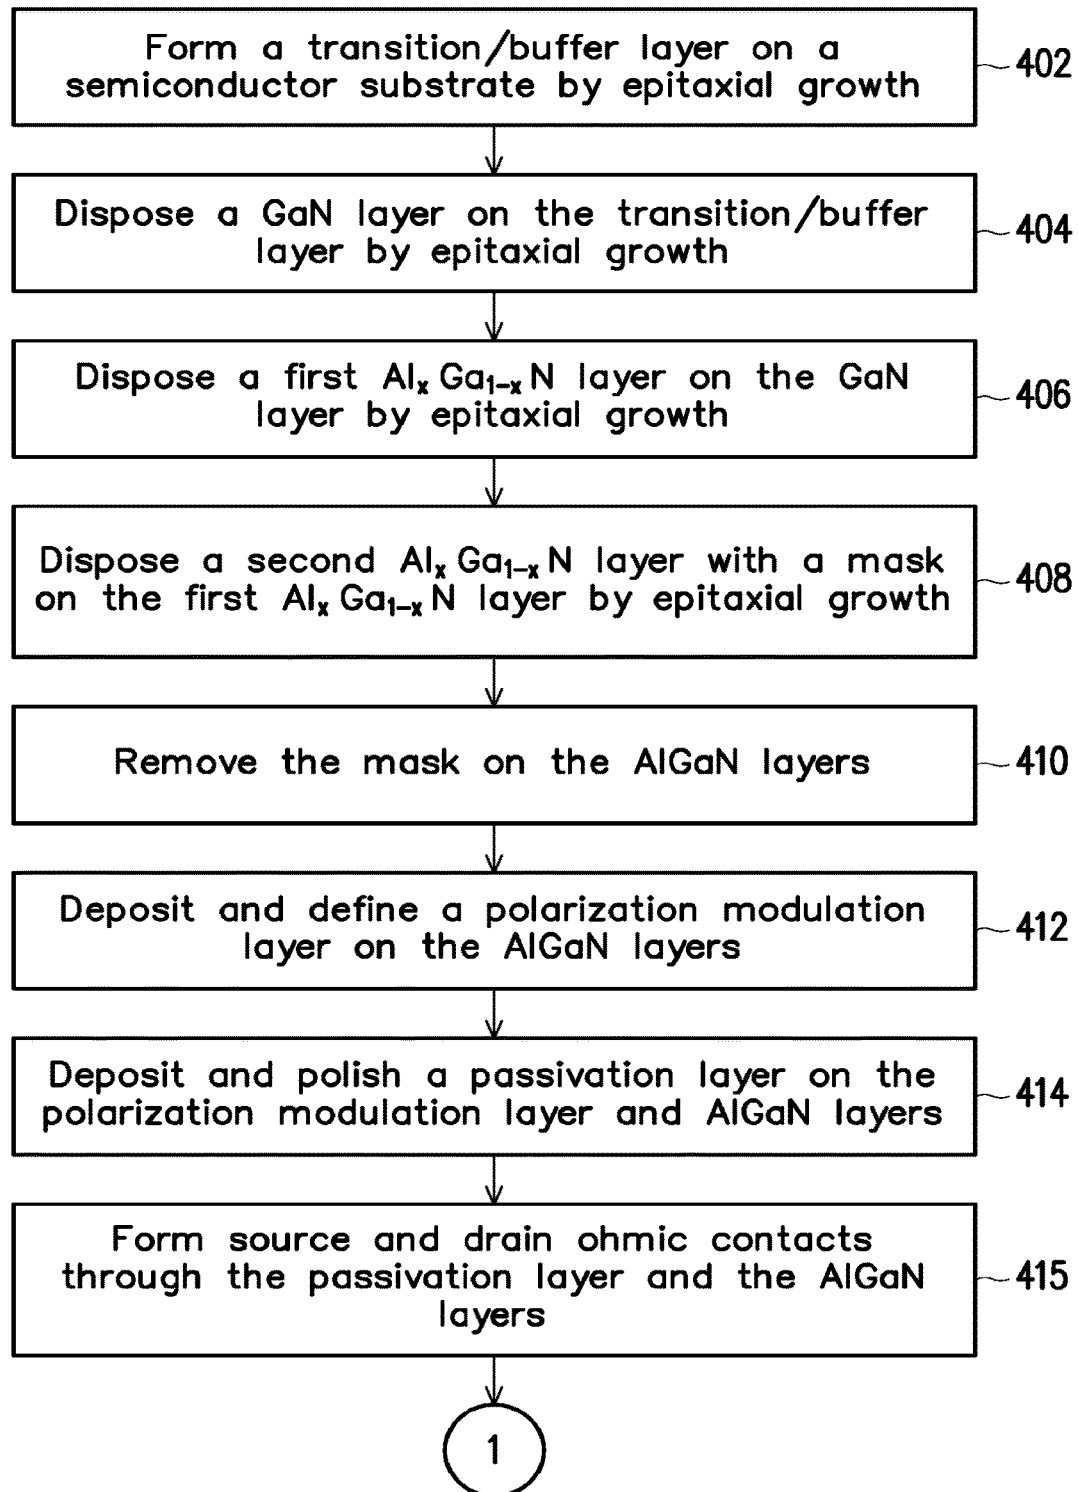 Form a transition/buffer layer on a
semiconductor substrate by epitaxial growth
402
Dispose a GaN layer on the transition/buffer
layer by epitaxial growth
404
Dispose a first AlₓGa₁₋ₓN layer on the GaN
layer by epitaxial growth
406
Dispose a second AlₓGa₁₋ₓN layer with a mask
on the first AlₓGa₁₋ₓN layer by epitaxial growth
408
Remove the mask on the AlGaN layers
410
Deposit and define a polarization modulation
layer on the AlGaN layers
412
Deposit and polish a passivation layer on the
polarization modulation layer and AlGaN layers
414
Form source and drain ohmic contacts
through the passivation layer and the AlGaN
layers
415
1